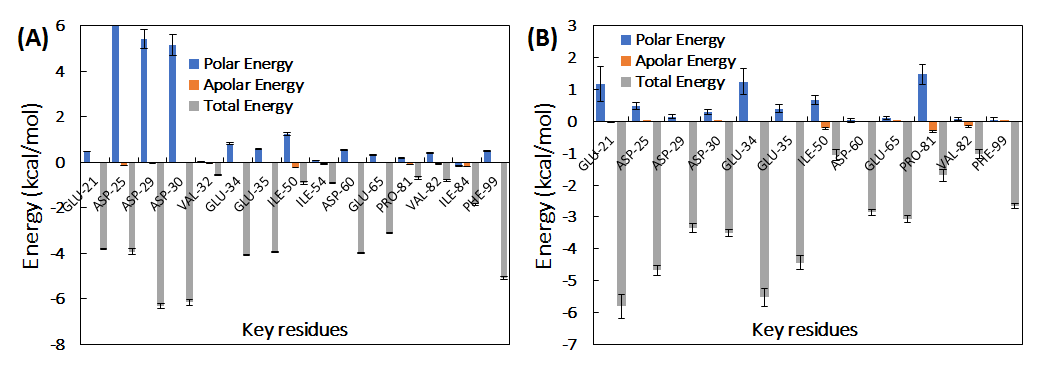 (A)
Energy (kcal/mol)
6
4
2
0
-2
-4
-6
-8
Polar Energy
Apolar Energy
Total Energy
GLU-21
ASP-25
ASP-29
ASP-30
VAL-32
GLU-34
GLU-35
ILE-50
ILE-54
ASP-60
GLU-65
PRO-81
VAL-82
ILE-84
PHE-99
Key residues
(B)
Energy (kcal/mol)
3
2
1
0
-1
-2
-3
-4
-5
-6
-7
Polar Energy
Apolar Energy
Total Energy
GLU-21
ASP-25
ASP-29
ASP-30
GLU-34
GLU-35
ILE-50
ASP-60
GLU-65
PRO-81
VAL-82
PHE-99
Key residues